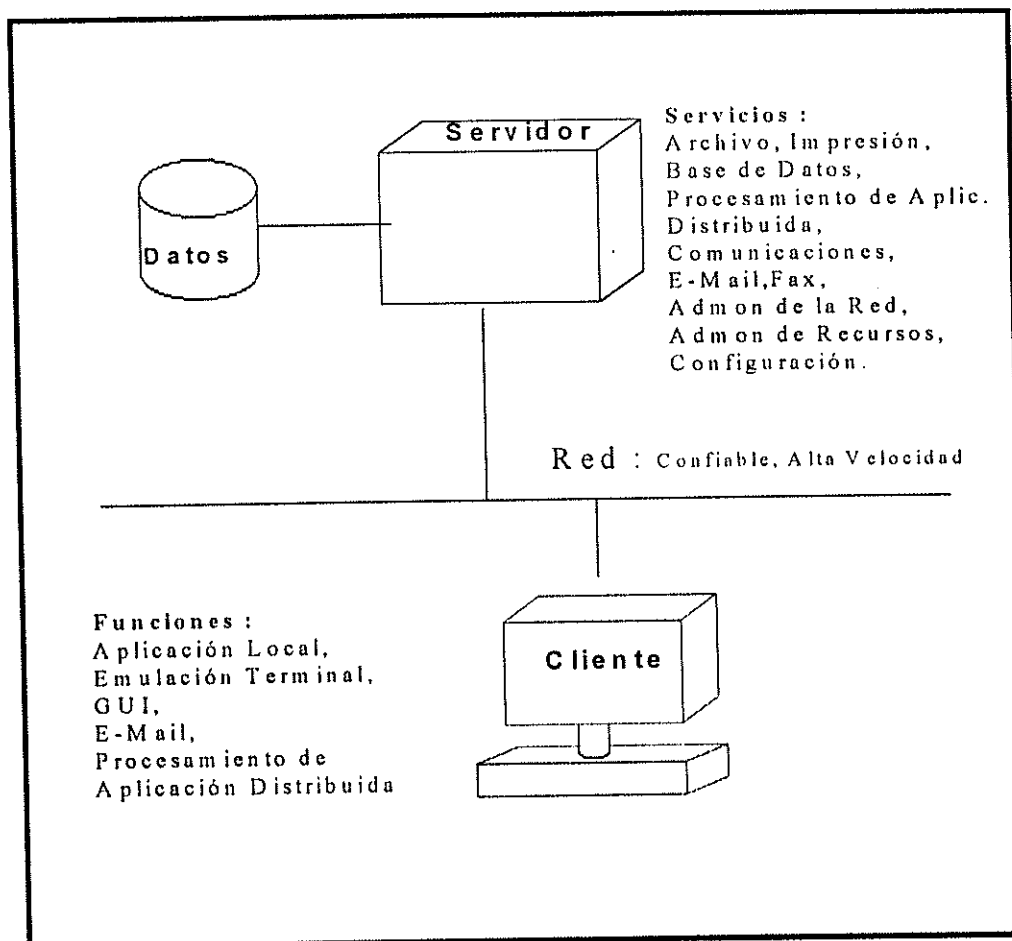 Servidor
Datos
Servicios :
Archivo, Impresión,
Base de Datos,
Procesamiento de Aplic.
Distribuida,
Comunicaciones,
E-Mail,Fax,
Admon de la Red,
Admon de Recursos,
Configuración.
Red : Confiable, Alta Velocidad
Funciones :
Aplicación Local,
Emulación Terminal,
GUI,
E-Mail,
Procesamiento de
Aplicación Distribuida
Cliente